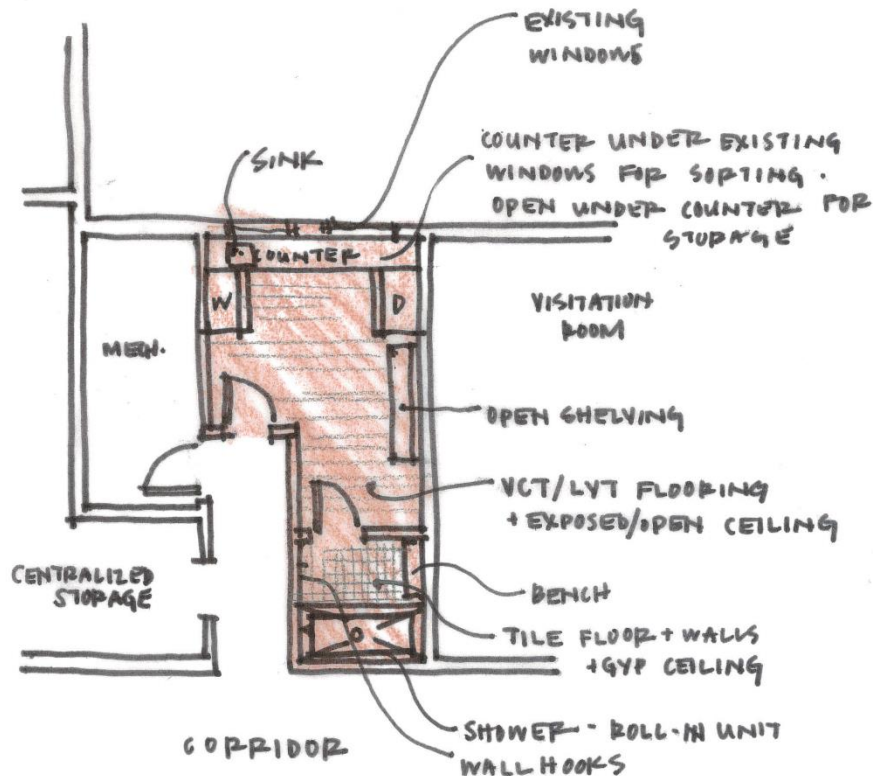 EXISTING
WINDOWS
SINK
COUNTER UNDER EXISTING
WINDOWS FOR SORTING.
OPEN UNDER COUNTER FOR
STORAGE
COUNTER
W
D
VISITATION
ROOM
MECH.
OPEN SHELVING
VCT/LVT FLOORING
+ EXPOSED/OPEN CEILING
CENTRALIZED
STORAGE
BENCH
TILE FLOOR + WALLS
+ GYP CEILING
SHOWER - ROLL-IN UNIT
CORRIDOR
WALL HOOKS